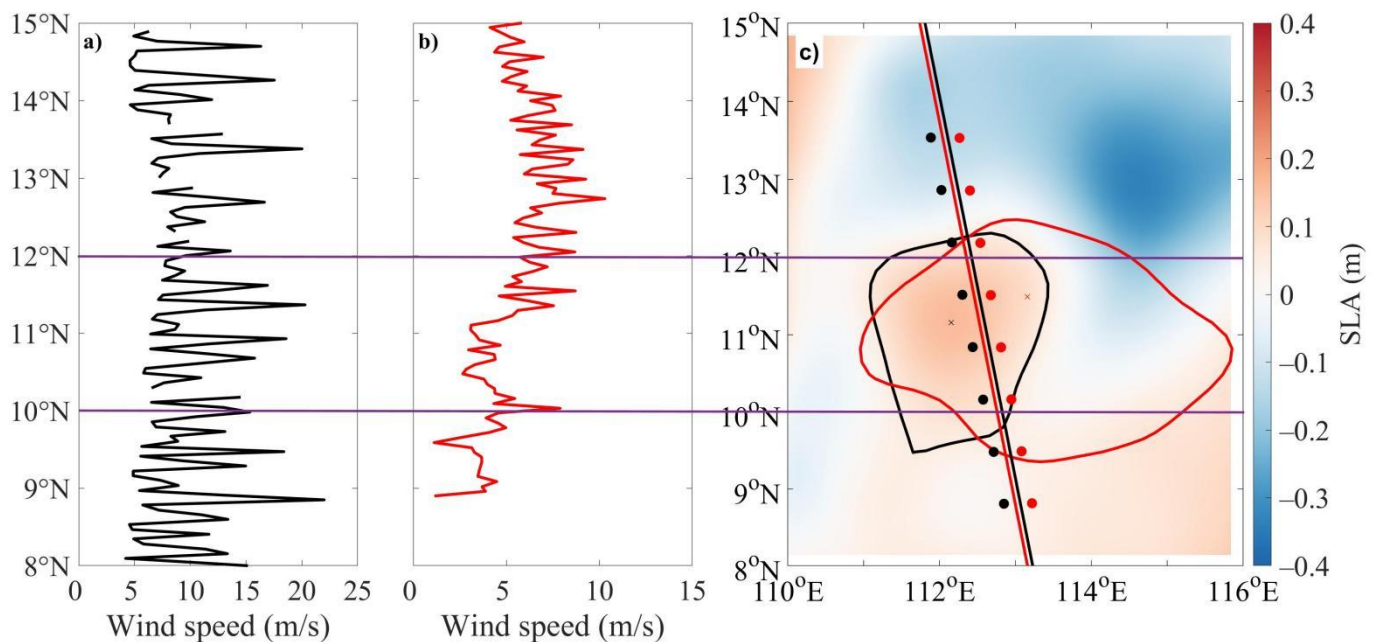 a)
15°N
14°N
13°N
12°N
11°N
10°N
9°N
8°N
0 5 10 15 20 25
Wind speed (m/s)
b)
0 5 10 15
Wind speed (m/s)
c)
15°N
14°N
13°N
12°N
11°N
10°N
9°N
8°N
110°E 112°E 114°E 116°E
0.4
0.3
0.2
0.1
0
–0.1
–0.2
–0.3
–0.4
SLA (m)